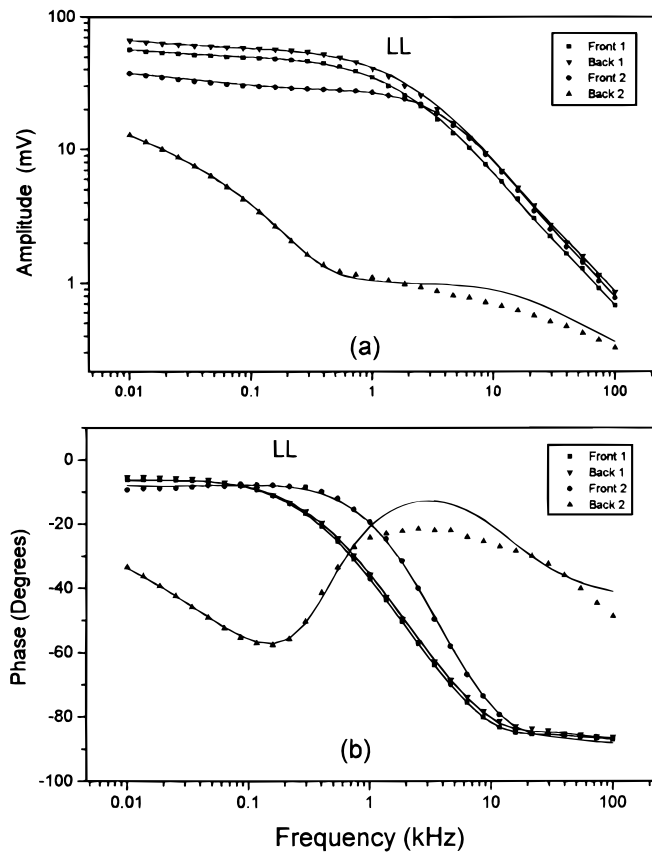 100
10
1
Amplitude (mV)
LL
Front 1
Back 1
Front 2
Back 2
(a)
0.01
0.1
1
10
100
0
-20
-40
-60
-80
-100
Phase (Degrees)
LL
Front 1
Back 1
Front 2
Back 2
(b)
0.01
0.1
1
10
100
Frequency (kHz)